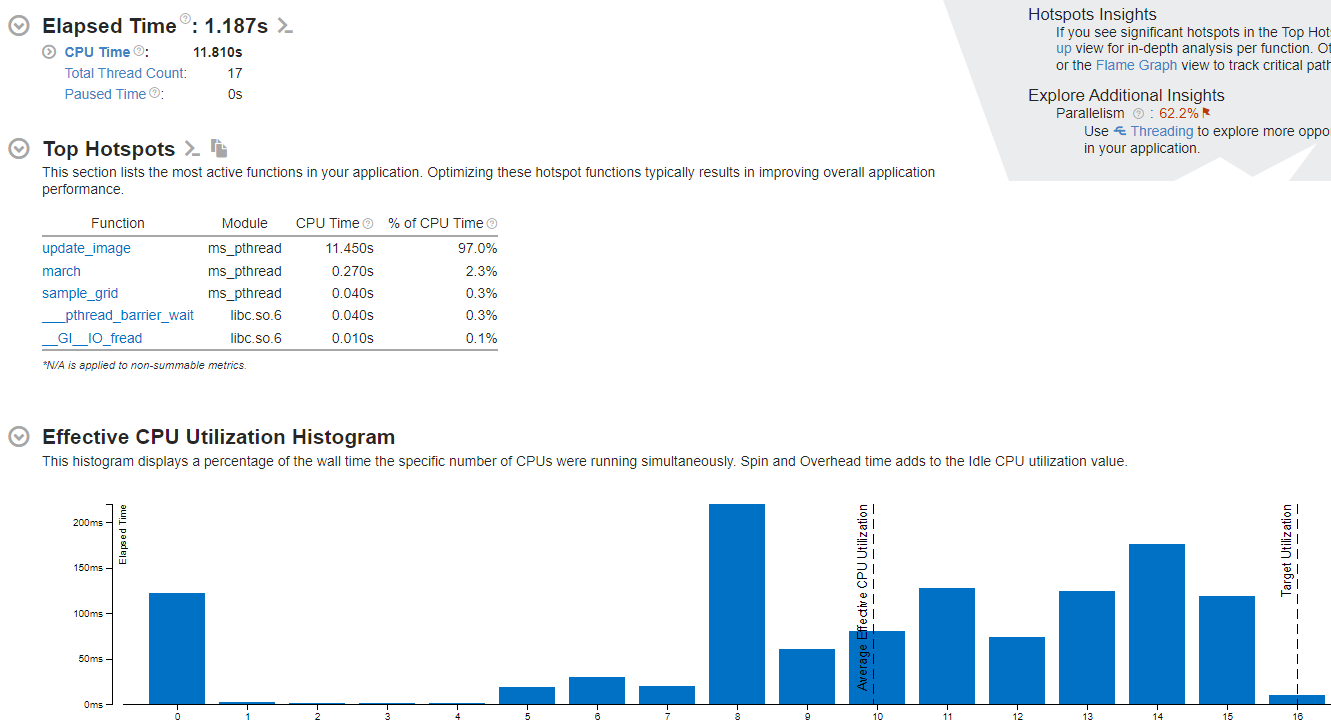 Elapsed Time ?: 1.187s
CPU Time ?: 11.810s
Total Thread Count: 17
Paused Time ?: 0s
Hotspots Insights
If you see significant hotspots in the Top Hot
up view for in-depth analysis per function. Ot
or the Flame Graph view to track critical path
Explore Additional Insights
Parallelism ? : 62.2%
Use Threading to explore more oppo
in your application.
Top Hotspots
This section lists the most active functions in your application. Optimizing these hotspot functions typically results in improving overall application
performance.
Function Module CPU Time ? % of CPU Time ?
update_image ms_pthread 11.450s 97.0%
march ms_pthread 0.270s 2.3%
sample_grid ms_pthread 0.040s 0.3%
___pthread_barrier_wait libc.so.6 0.040s 0.3%
__GI__IO_fread libc.so.6 0.010s 0.1%
*N/A is applied to non-summable metrics.
Effective CPU Utilization Histogram
This histogram displays a percentage of the wall time the specific number of CPUs were running simultaneously. Spin and Overhead time adds to the Idle CPU utilization value.
Elapsed Time
200ms
150ms
100ms
50ms
0ms
Average Effective CPU Utilization
Target Utilization
0 1 2 3 4 5 6 7 8 9 10 11 12 13 14 15 16